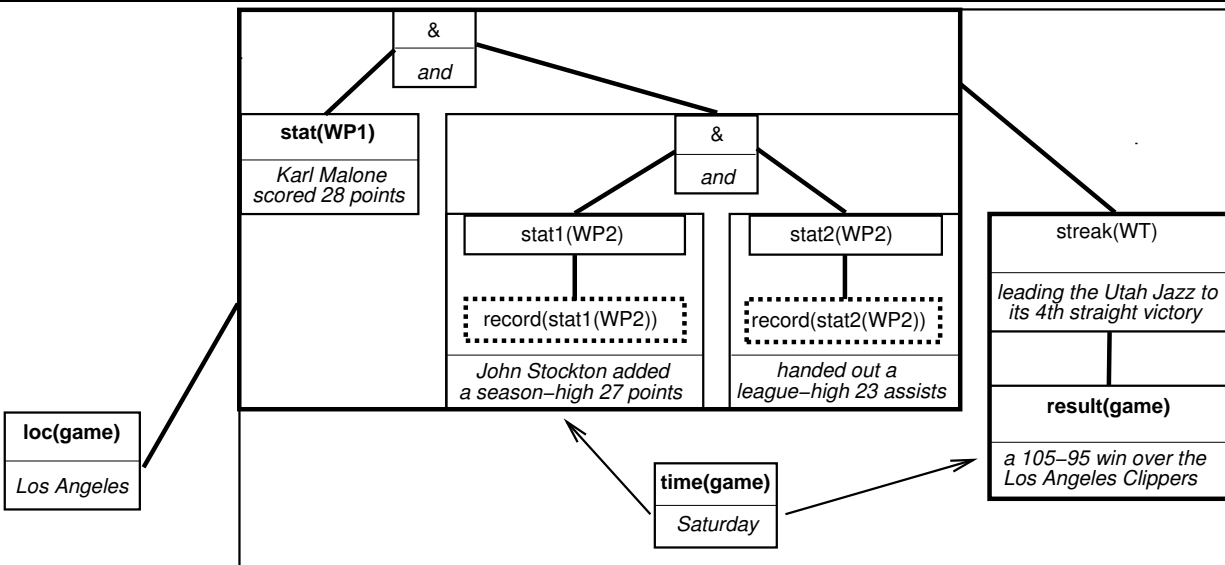 &
and
stat(WP1)
Karl Malone
scored 28 points
&
and
stat1(WP2)
record(stat1(WP2))
John Stockton added
a season–high 27 points
stat2(WP2)
record(stat2(WP2))
handed out a
league–high 23 assists
streak(WT)
leading the Utah Jazz to
its 4th straight victory
result(game)
a 105–95 win over the
Los Angeles Clippers
loc(game)
Los Angeles
time(game)
Saturday